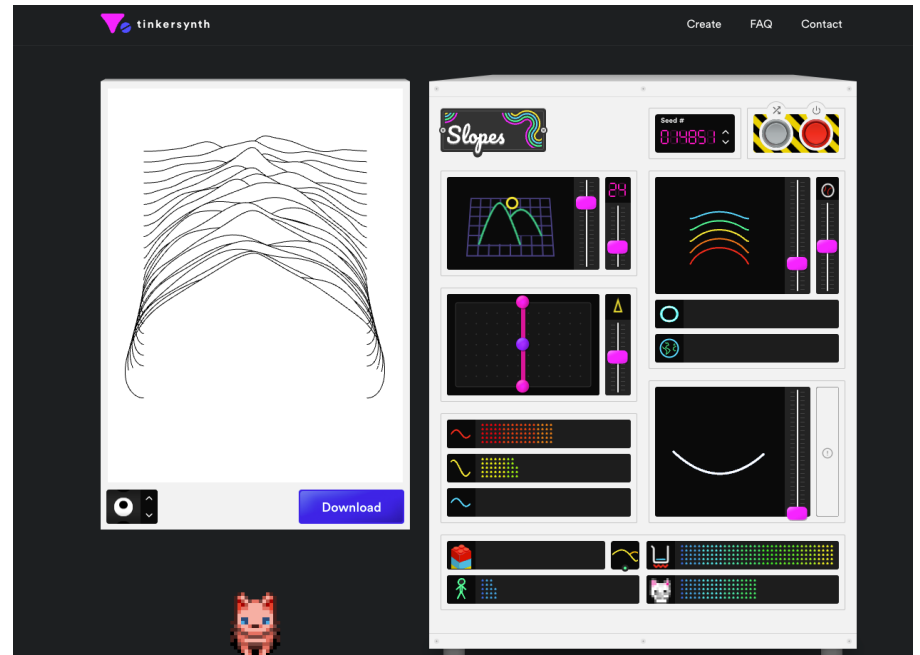 tinkersynth
Create
FAQ
Contact
Slopes
Seed #
014851
24
Download